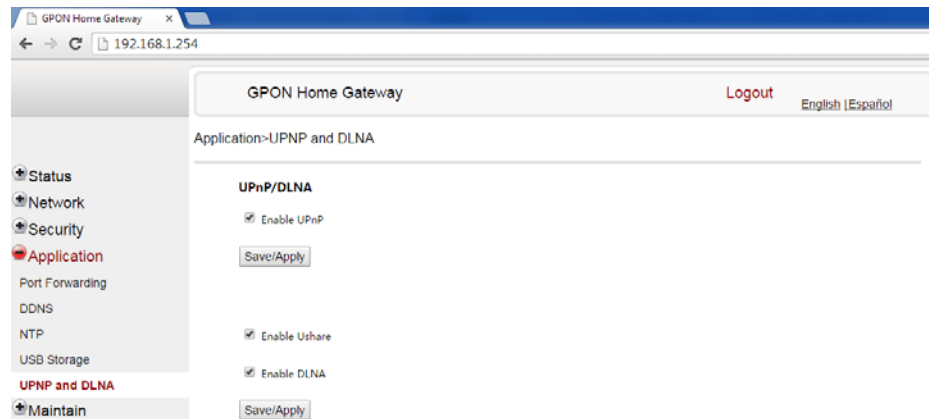 GPON Home Gateway
192.168.1.254
GPON Home Gateway
Logout
English | Español
Application>UPNP and DLNA
Status
Network
Security
Application
Port Forwarding
DDNS
NTP
USB Storage
UPNP and DLNA
Maintain
UPnP/DLNA
Enable UPnP
Save/Apply
Enable Ushare
Enable DLNA
Save/Apply